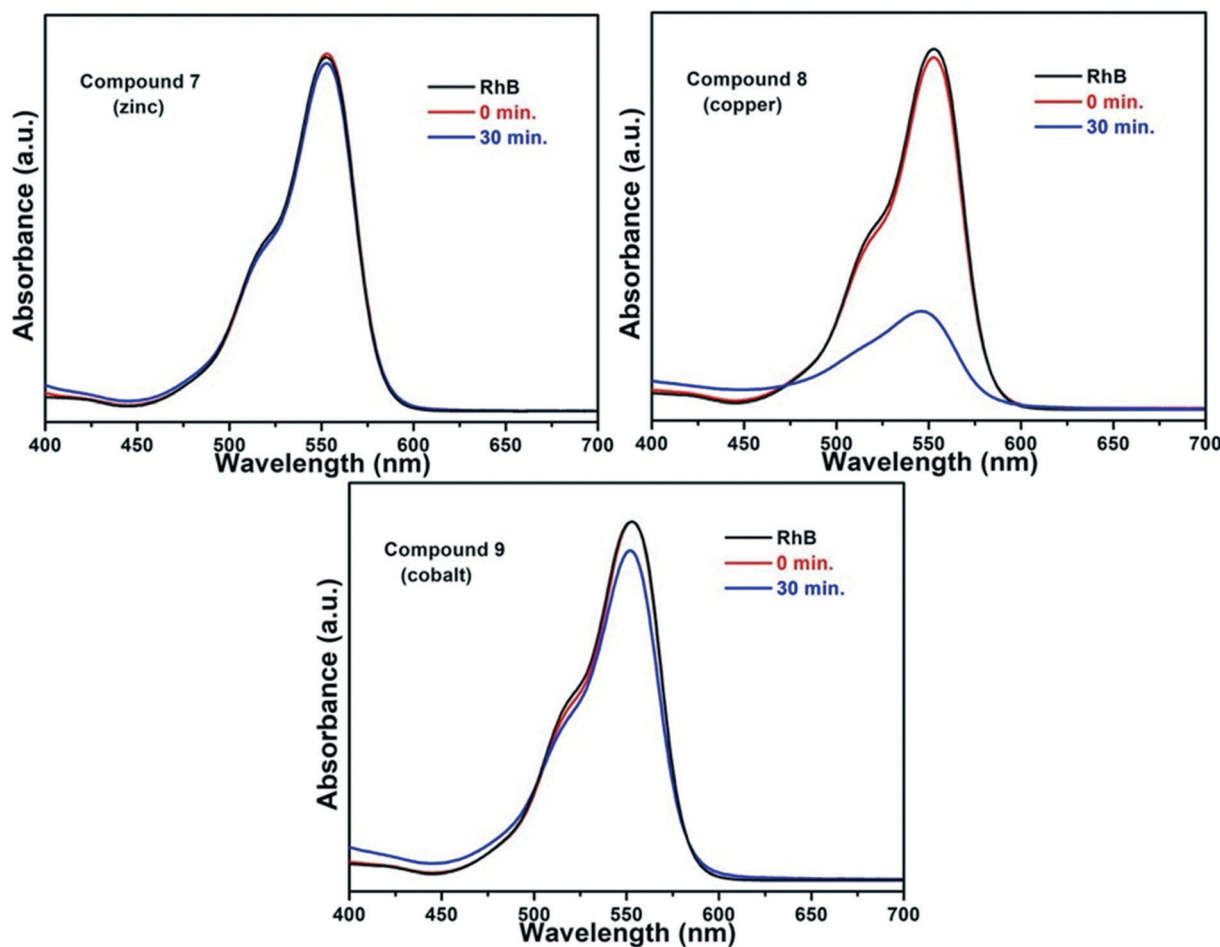 Compound 7
(zinc)
RhB
0 min.
30 min.
Absorbance (a.u.)
400 450 500 550 600 650 700
Wavelength (nm)
Compound 8
(copper)
RhB
0 min.
30 min.
Absorbance (a.u.)
400 450 500 550 600 650 700
Wavelength (nm)
Compound 9
(cobalt)
RhB
0 min.
30 min.
Absorbance (a.u.)
400 450 500 550 600 650 700
Wavelength (nm)